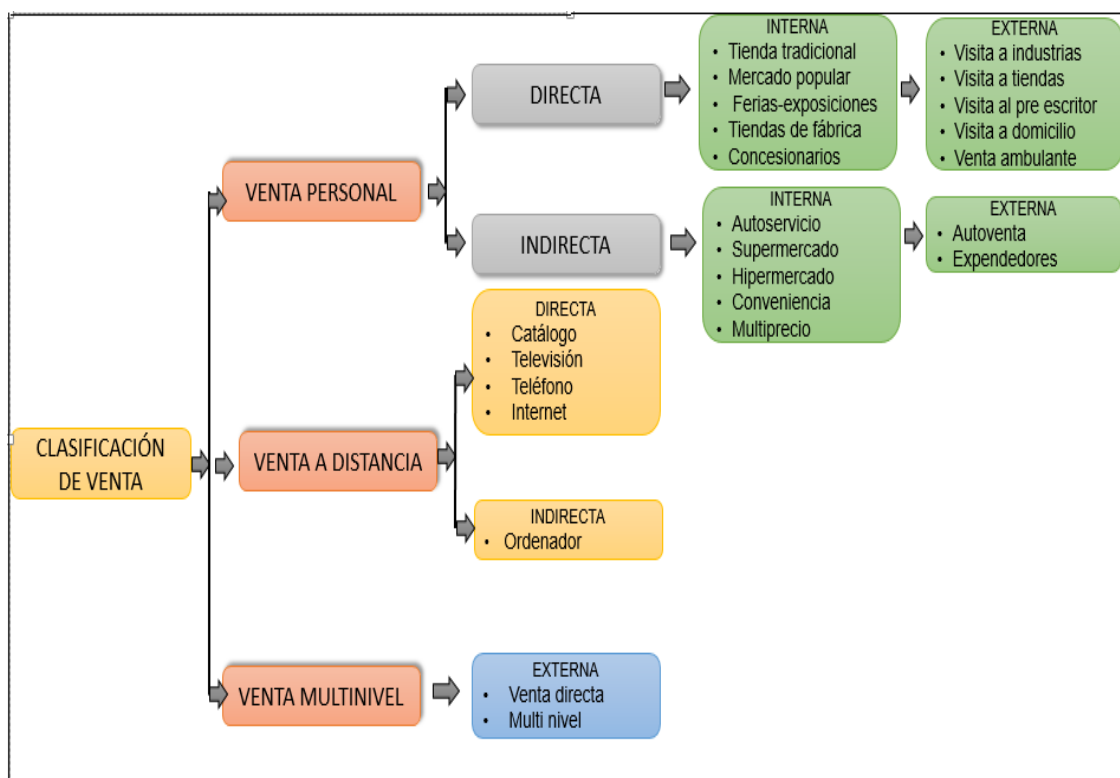 CLASIFICACIÓN
DE VENTA
VENTA PERSONAL
DIRECTA
INTERNA
• Tienda tradicional
• Mercado popular
• Ferias-exposiciones
• Tiendas de fábrica
• Concesionarios
EXTERNA
• Visita a industrias
• Visita a tiendas
• Visita al pre escritor
• Visita a domicilio
• Venta ambulante
INDIRECTA
INTERNA
• Autoservicio
• Supermercado
• Hipermercado
• Conveniencia
• Multiprecio
EXTERNA
• Autoventa
• Expendedores
VENTA A DISTANCIA
DIRECTA
• Catálogo
• Televisión
• Teléfono
• Internet
INDIRECTA
• Ordenador
VENTA MULTINIVEL
EXTERNA
• Venta directa
• Multi nivel